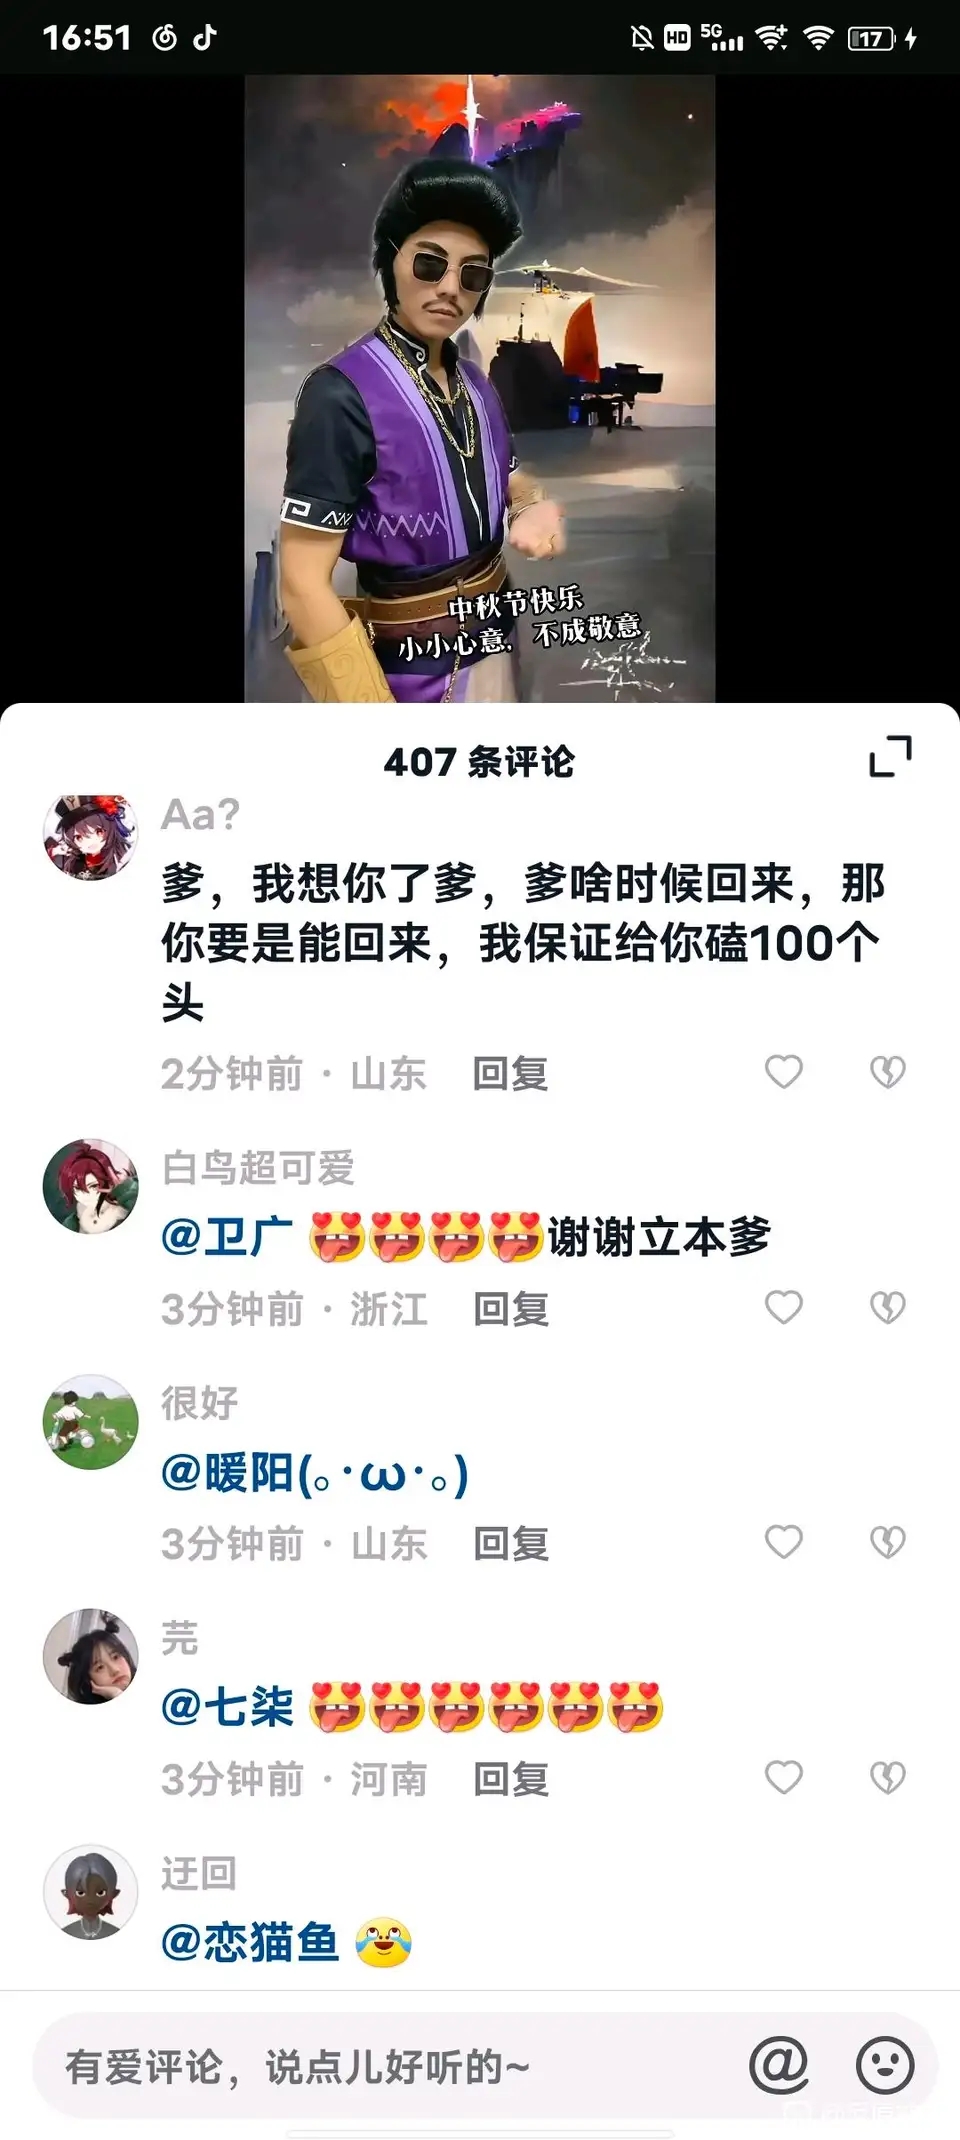 16:51
HD 5G 17
中秋节快乐
小小心意，不成敬意
407 条评论
Aa?
爹，我想你了爹，爹啥时候回来，那
你要是能回来，我保证给你磕100个
头
2分钟前 · 山东 回复
白鸟超可爱
@卫广 😍😍😍😍谢谢立本爹
3分钟前 · 浙江 回复
很好
@暖阳(｡･ω･｡)
3分钟前 · 山东 回复
芫
@七柒
3分钟前 · 河南 回复
迂回
@恋猫鱼
有爱评论，说点儿好听的~
@